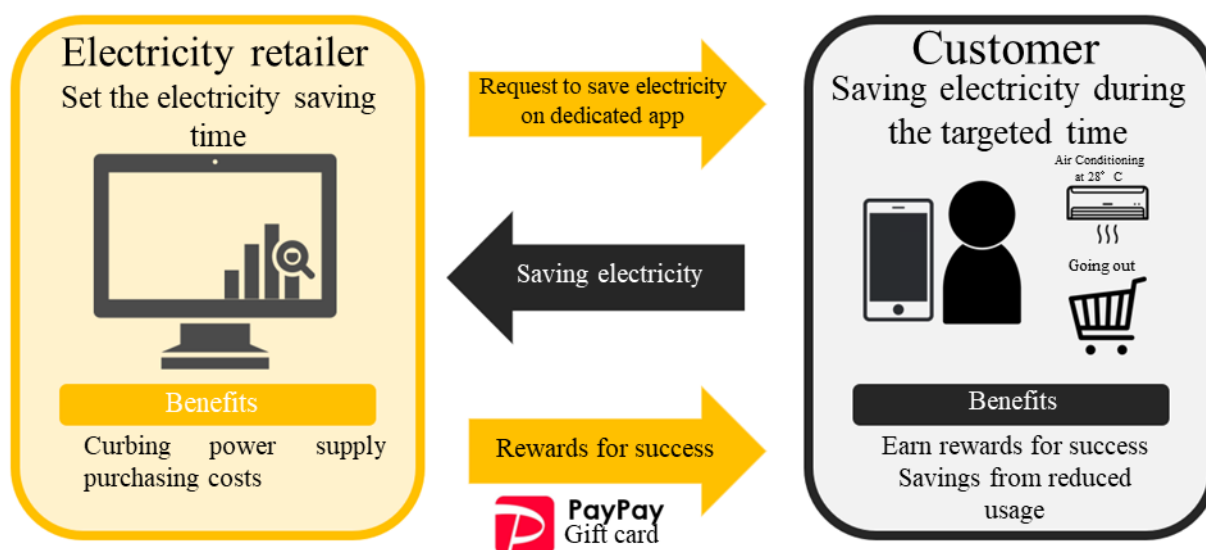 Electricity retailer
Set the electricity saving
time
Benefits
Curbing power supply
purchasing costs
Request to save electricity
on dedicated app
Saving electricity
Rewards for success
PayPay
Gift card
Customer
Saving electricity during
the targeted time
Air Conditioning
at 28° C
Going out
Benefits
Earn rewards for success
Savings from reduced
usage